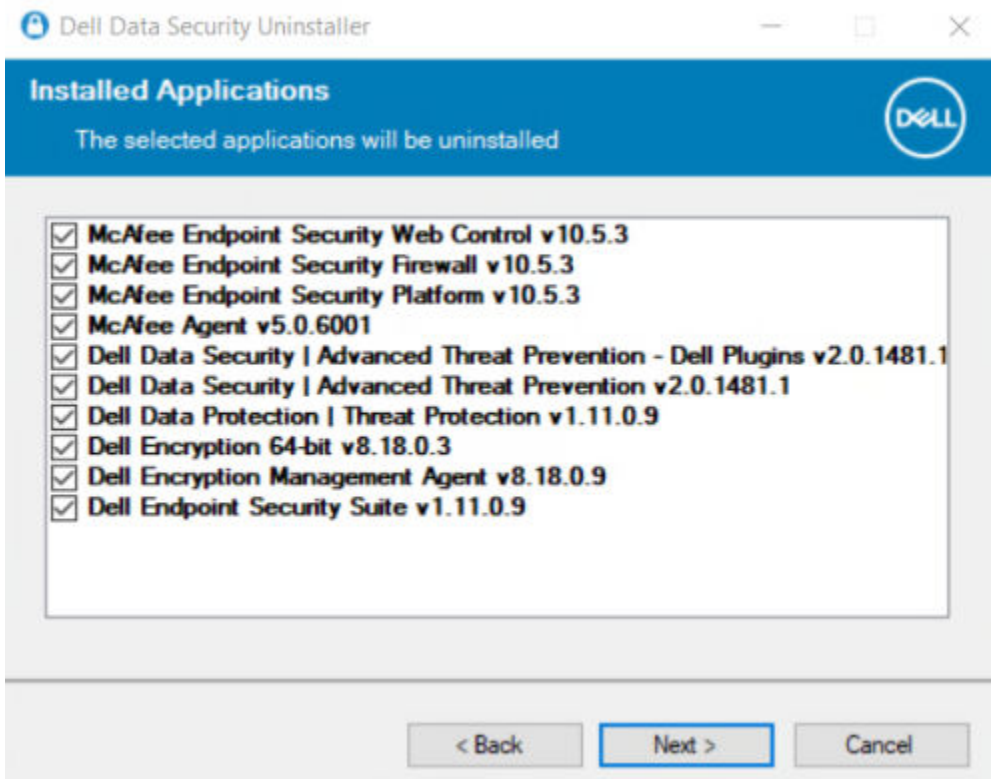 Dell Data Security Uninstaller
Installed Applications
DELL
The selected applications will be uninstalled
McAfee Endpoint Security Web Control v10.5.3
McAfee Endpoint Security Firewall v10.5.3
McAfee Endpoint Security Platform v10.5.3
McAfee Agent v5.0.6001
Dell Data Security | Advanced Threat Prevention - Dell Plugins v2.0.1481.1
Dell Data Security | Advanced Threat Prevention v2.0.1481.1
Dell Data Protection | Threat Protection v1.11.0.9
Dell Encryption 64-bit v8.18.0.3
Dell Encryption Management Agent v8.18.0.9
Dell Endpoint Security Suite v1.11.0.9
< Back Next > Cancel